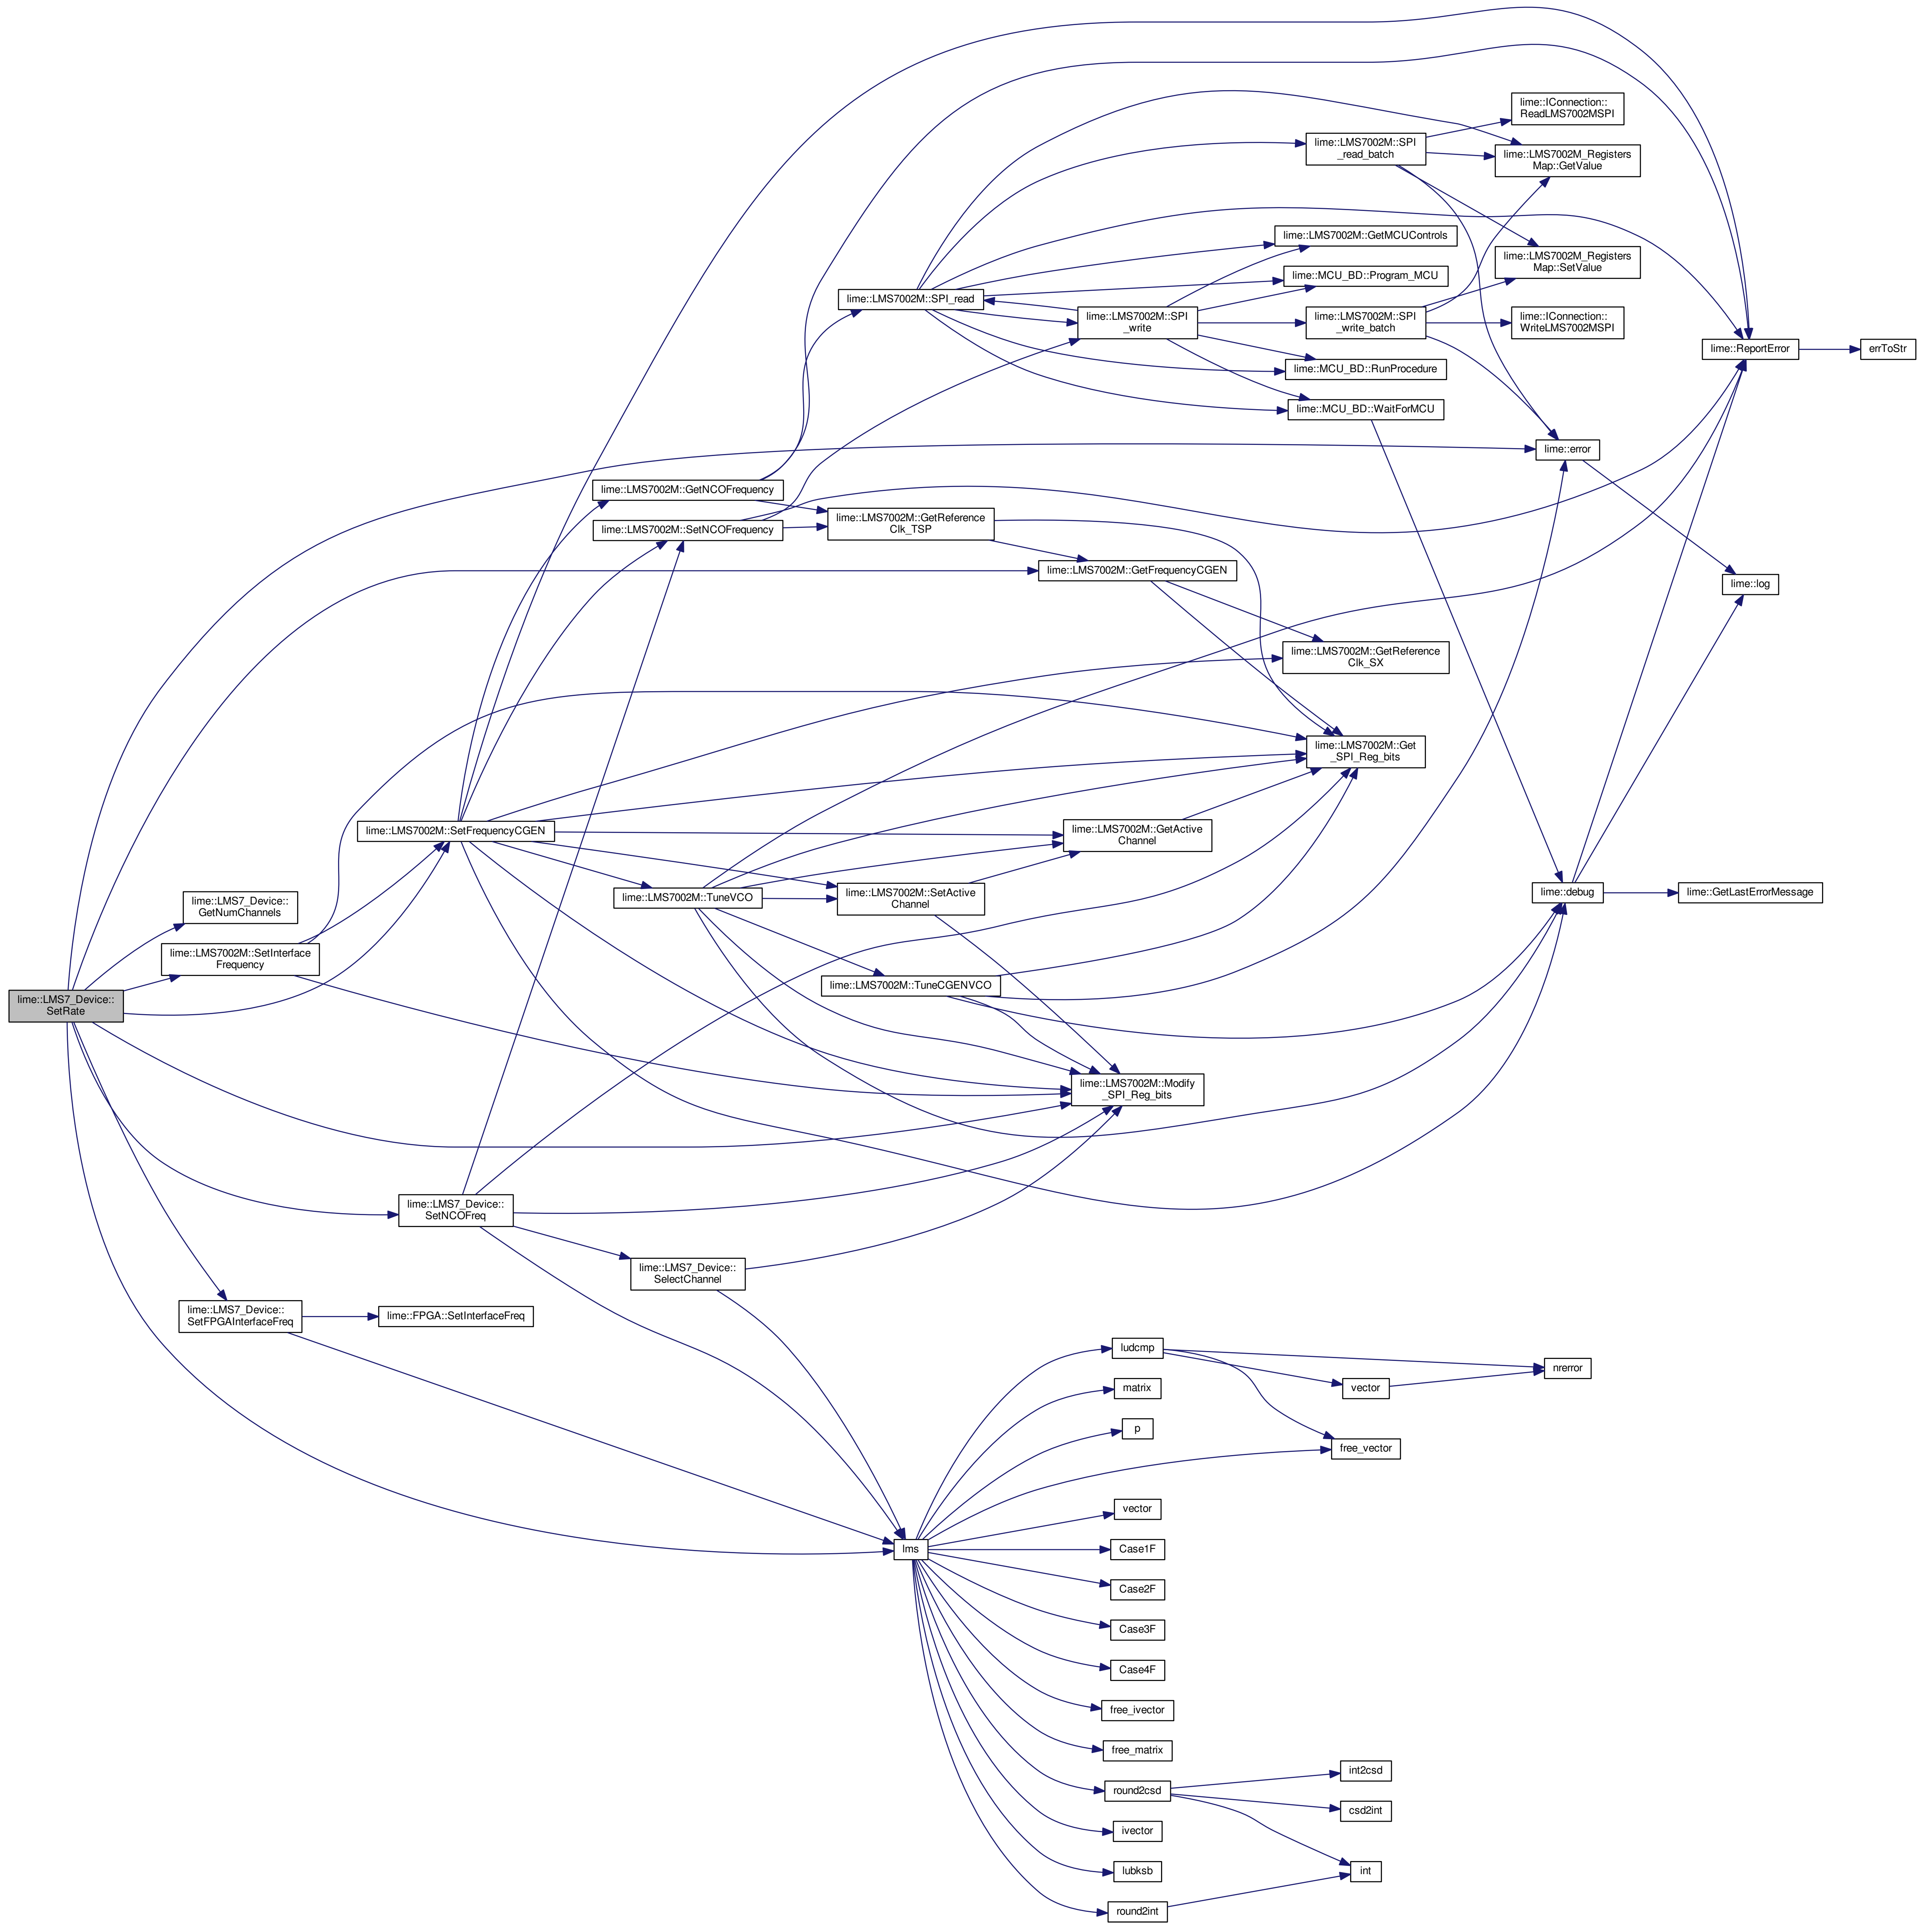 lime::IConnection::
ReadLMS7002MSPI
lime::LMS7002M::SPI
_read_batch
lime::LMS7002M_Registers
Map::GetValue
lime::LMS7002M::GetMCUControls
lime::LMS7002M_Registers
Map::SetValue
lime::MCU_BD::Program_MCU
lime::LMS7002M::SPI_read
lime::LMS7002M::SPI
_write
lime::LMS7002M::SPI
_write_batch
lime::IConnection::
WriteLMS7002MSPI
lime::ReportError
errToStr
lime::MCU_BD::RunProcedure
lime::MCU_BD::WaitForMCU
lime::error
lime::LMS7002M::GetNCOFrequency
lime::LMS7002M::SetNCOFrequency
lime::LMS7002M::GetReference
Clk_TSP
lime::LMS7002M::GetFrequencyCGEN
lime::log
lime::LMS7002M::GetReference
Clk_SX
lime::LMS7002M::Get
_SPI_Reg_bits
lime::LMS7002M::SetFrequencyCGEN
lime::LMS7002M::GetActive
Channel
lime::LMS7_Device::
GetNumChannels
lime::LMS7002M::TuneVCO
lime::LMS7002M::SetActive
Channel
lime::debug
lime::GetLastErrorMessage
lime::LMS7002M::SetInterface
Frequency
lime::LMS7_Device::
SetRate
lime::LMS7002M::TuneCGENVCO
lime::LMS7002M::Modify
_SPI_Reg_bits
lime::LMS7_Device::
SetNCOFreq
lime::LMS7_Device::
SelectChannel
lime::LMS7_Device::
SetFPGAInterfaceFreq
lime::FPGA::SetInterfaceFreq
ludcmp
nrerror
matrix
vector
p
free_vector
vector
lms
Case1F
Case2F
Case3F
Case4F
free_ivector
free_matrix
round2csd
int2csd
csd2int
ivector
lubksb
int
round2int